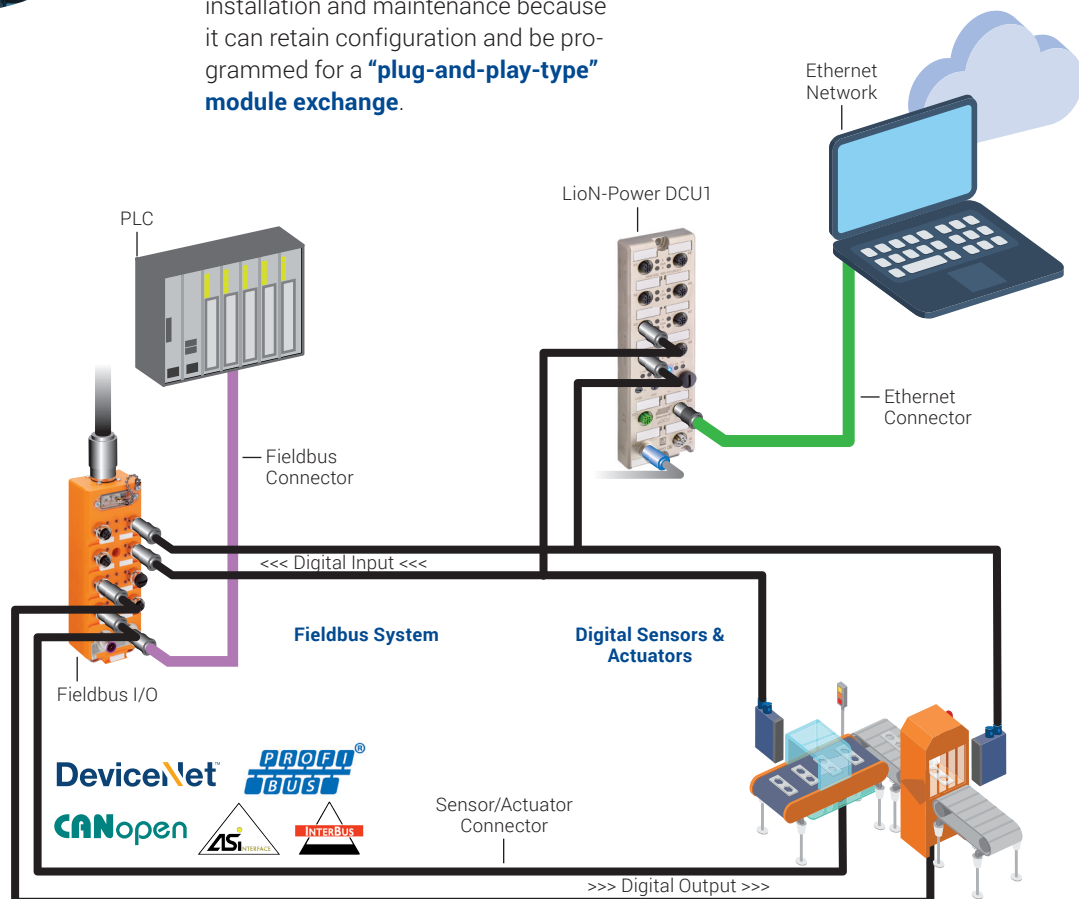 installation and maintenance because
it can retain configuration and be pro-
grammed for a “plug-and-play-type”
module exchange.
Ethernet
Network
LioN-Power DCU1
PLC
Ethernet
Connector
Fieldbus
Connector
<<< Digital Input <<<
Fieldbus System
Digital Sensors &
Actuators
Fieldbus I/O
DeviceNet™
PROFI®
BUS
CANopen
ASi
INTERFACE
INTERBUS
Sensor/Actuator
Connector
>>> Digital Output >>>